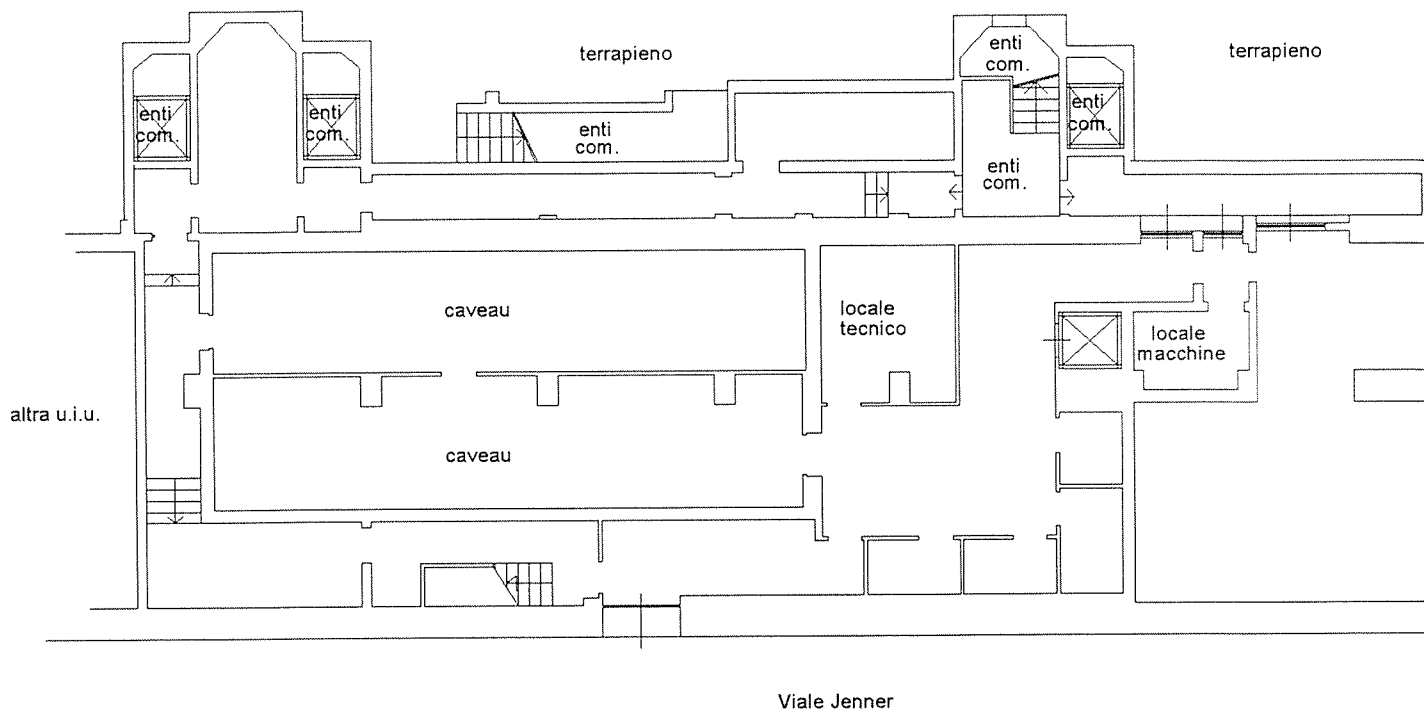 terrapieno
enti
com.
terrapieno
enti
com.
enti
com.
enti
com.
enti
com.
enti
com.
caveau
locale
tecnico
locale
macchine
altra u.i.u.
caveau
Viale Jenner